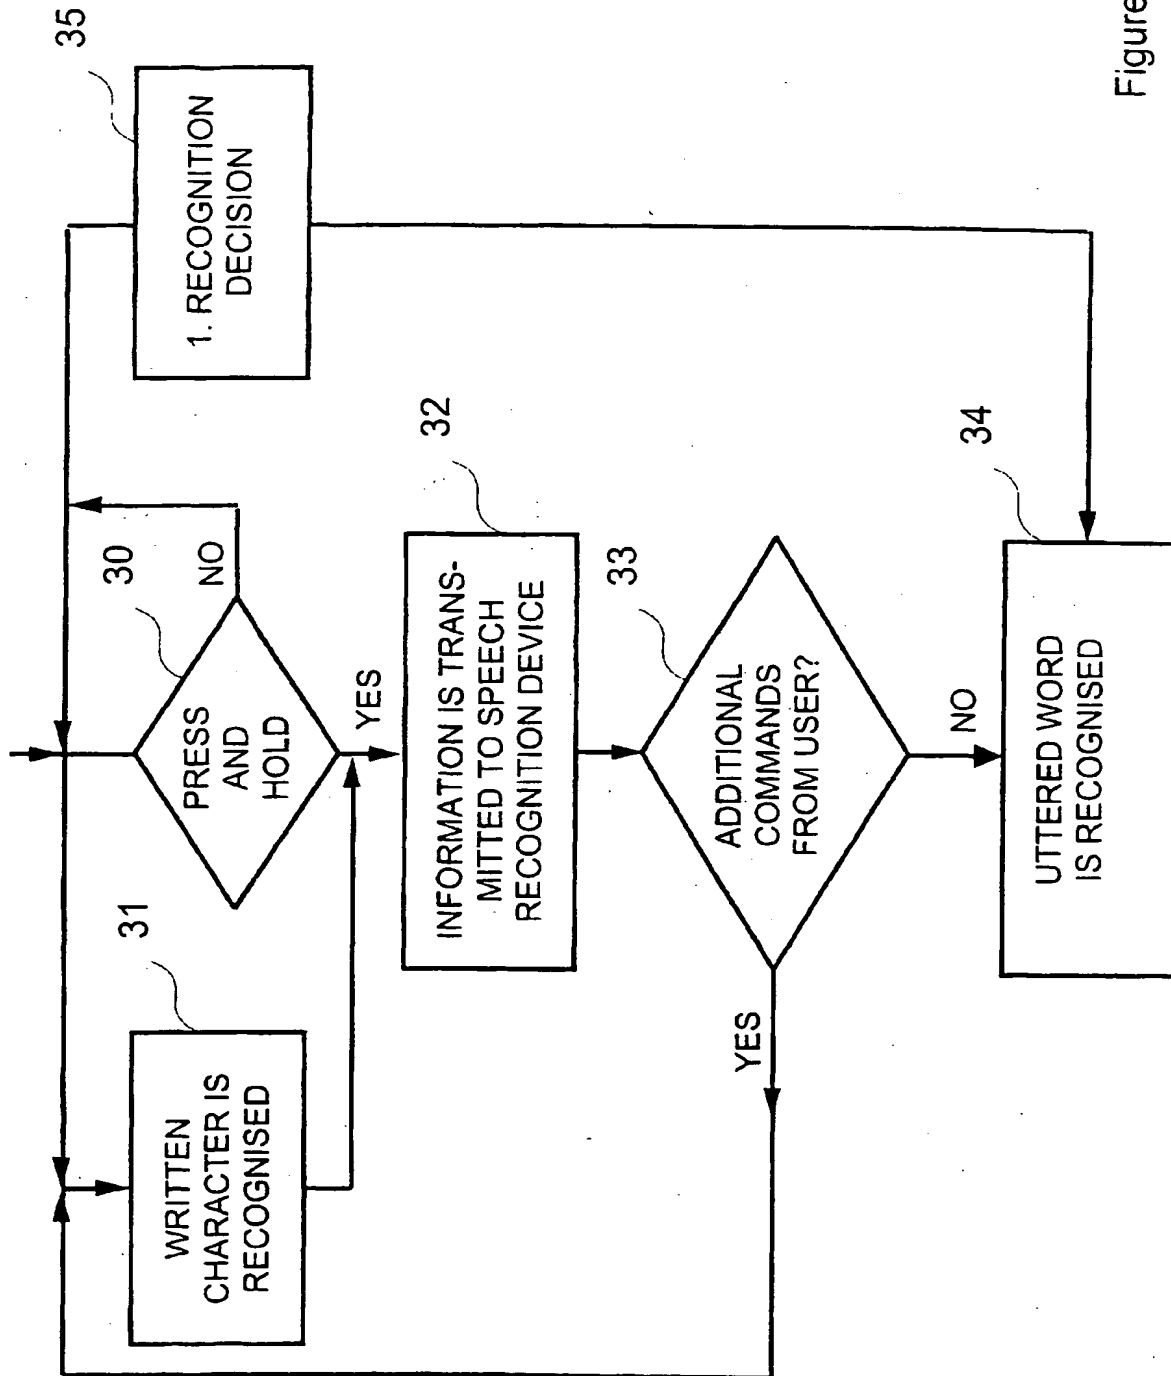 35
1. RECOGNITION
DECISION
30
PRESS
AND
HOLD
NO
YES
31
WRITTEN
CHARACTER IS
RECOGNISED
32
INFORMATION IS TRANS-
MITTED TO SPEECH
RECOGNITION DEVICE
33
ADDITIONAL
COMMANDS
FROM USER?
YES
NO
34
UTTERED WORD
IS RECOGNISED
Figure